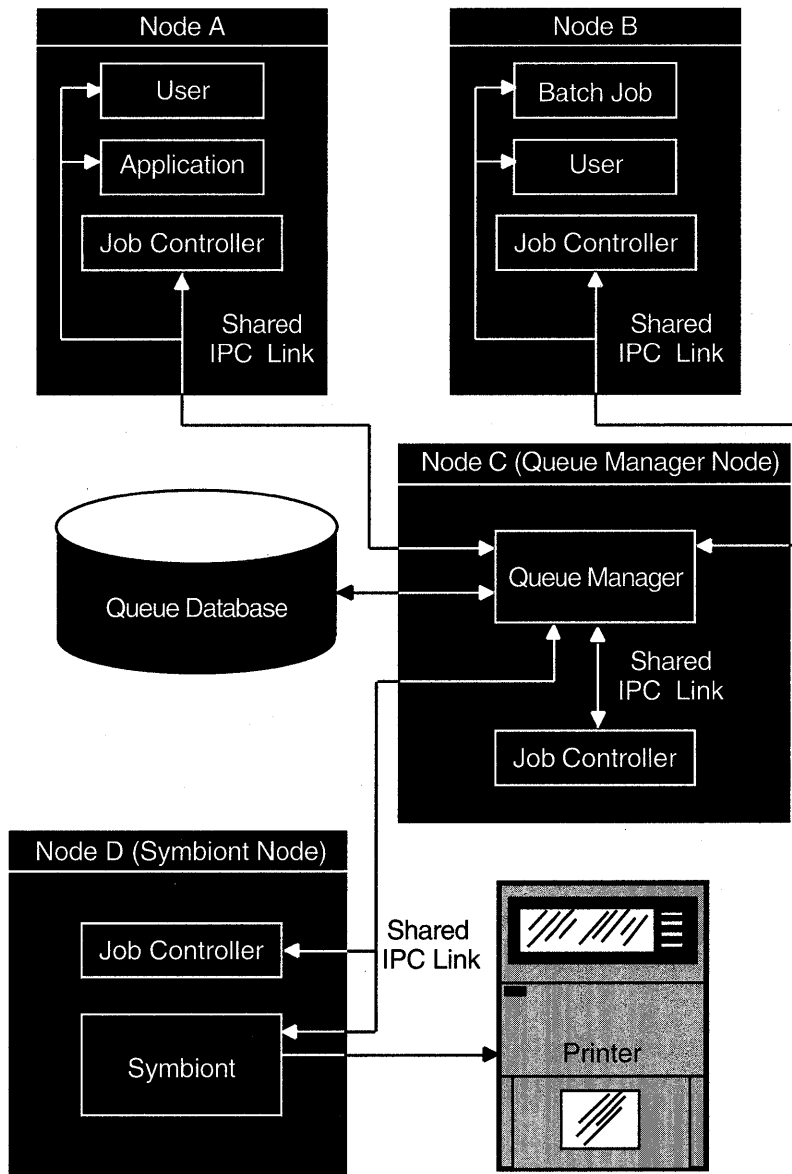 Node A
User
Application
Job Controller
Shared
IPC Link
Node B
Batch Job
User
Job Controller
Shared
IPC Link
Node C (Queue Manager Node)
Queue Manager
Shared
IPC Link
Job Controller
Queue Database
Node D (Symbiont Node)
Job Controller
Symbiont
Shared
IPC Link
Printer